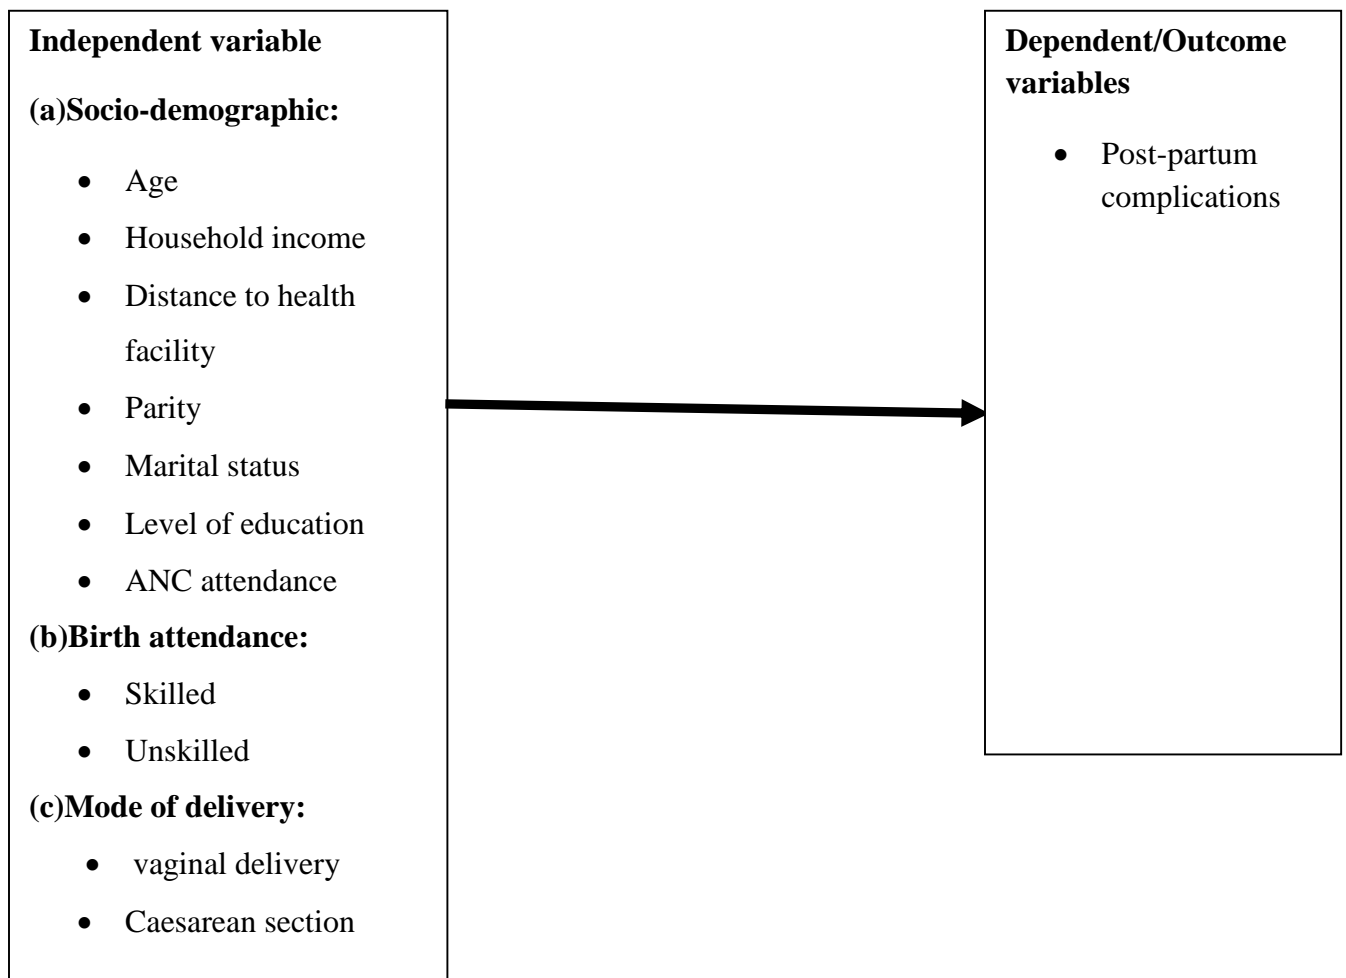 Independent variable
(a)Socio-demographic:
• Age
• Household income
• Distance to health
facility
• Parity
• Marital status
• Level of education
• ANC attendance
(b)Birth attendance:
• Skilled
• Unskilled
(c)Mode of delivery:
• vaginal delivery
• Caesarean section
Dependent/Outcome
variables
• Post-partum
complications